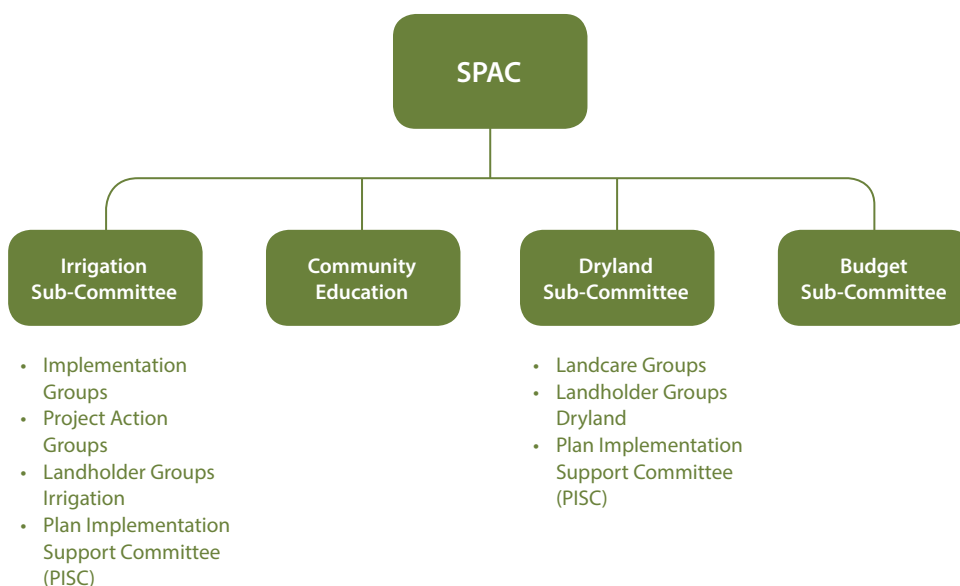 SPAC
Irrigation
Sub-Committee
Community
Education
Dryland
Sub-Committee
Budget
Sub-Committee
• Implementation
Groups
• Project Action
Groups
• Landholder Groups
Irrigation
• Plan Implementation
Support Committee
(PISC)
• Landcare Groups
• Landholder Groups
Dryland
• Plan Implementation
Support Committee
(PISC)